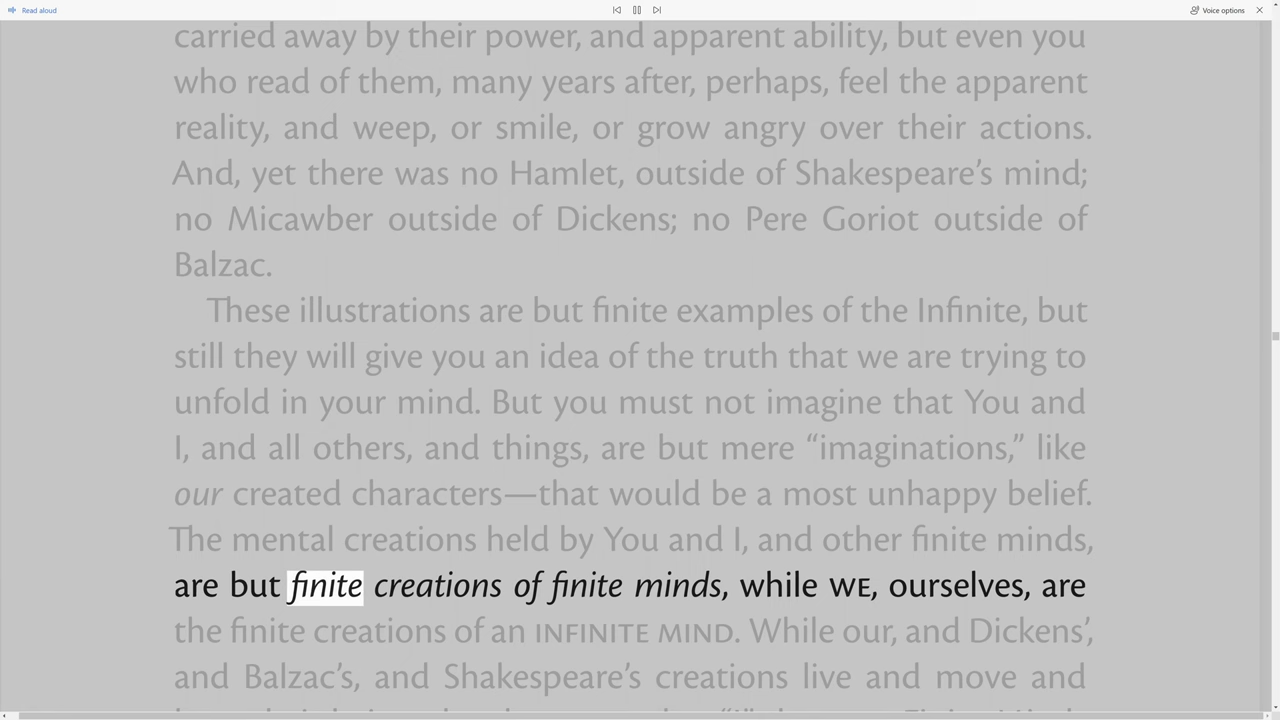 Read aloud
Voice options
carried away by their power, and apparent ability, but even you
who read of them, many years after, perhaps, feel the apparent
reality, and weep, or smile, or grow angry over their actions.
And, yet there was no Hamlet, outside of Shakespeare’s mind;
no Micawber outside of Dickens; no Pere Goriot outside of
Balzac.
These illustrations are but finite examples of the Infinite, but
still they will give you an idea of the truth that we are trying to
unfold in your mind. But you must not imagine that You and
I, and all others, and things, are but mere “imaginations,” like
our created characters—that would be a most unhappy belief.
The mental creations held by You and I, and other finite minds,
are but finite creations of finite minds, while WE, ourselves, are
the finite creations of an INFINITE MIND. While our, and Dickens’,
and Balzac’s, and Shakespeare’s creations live and move and